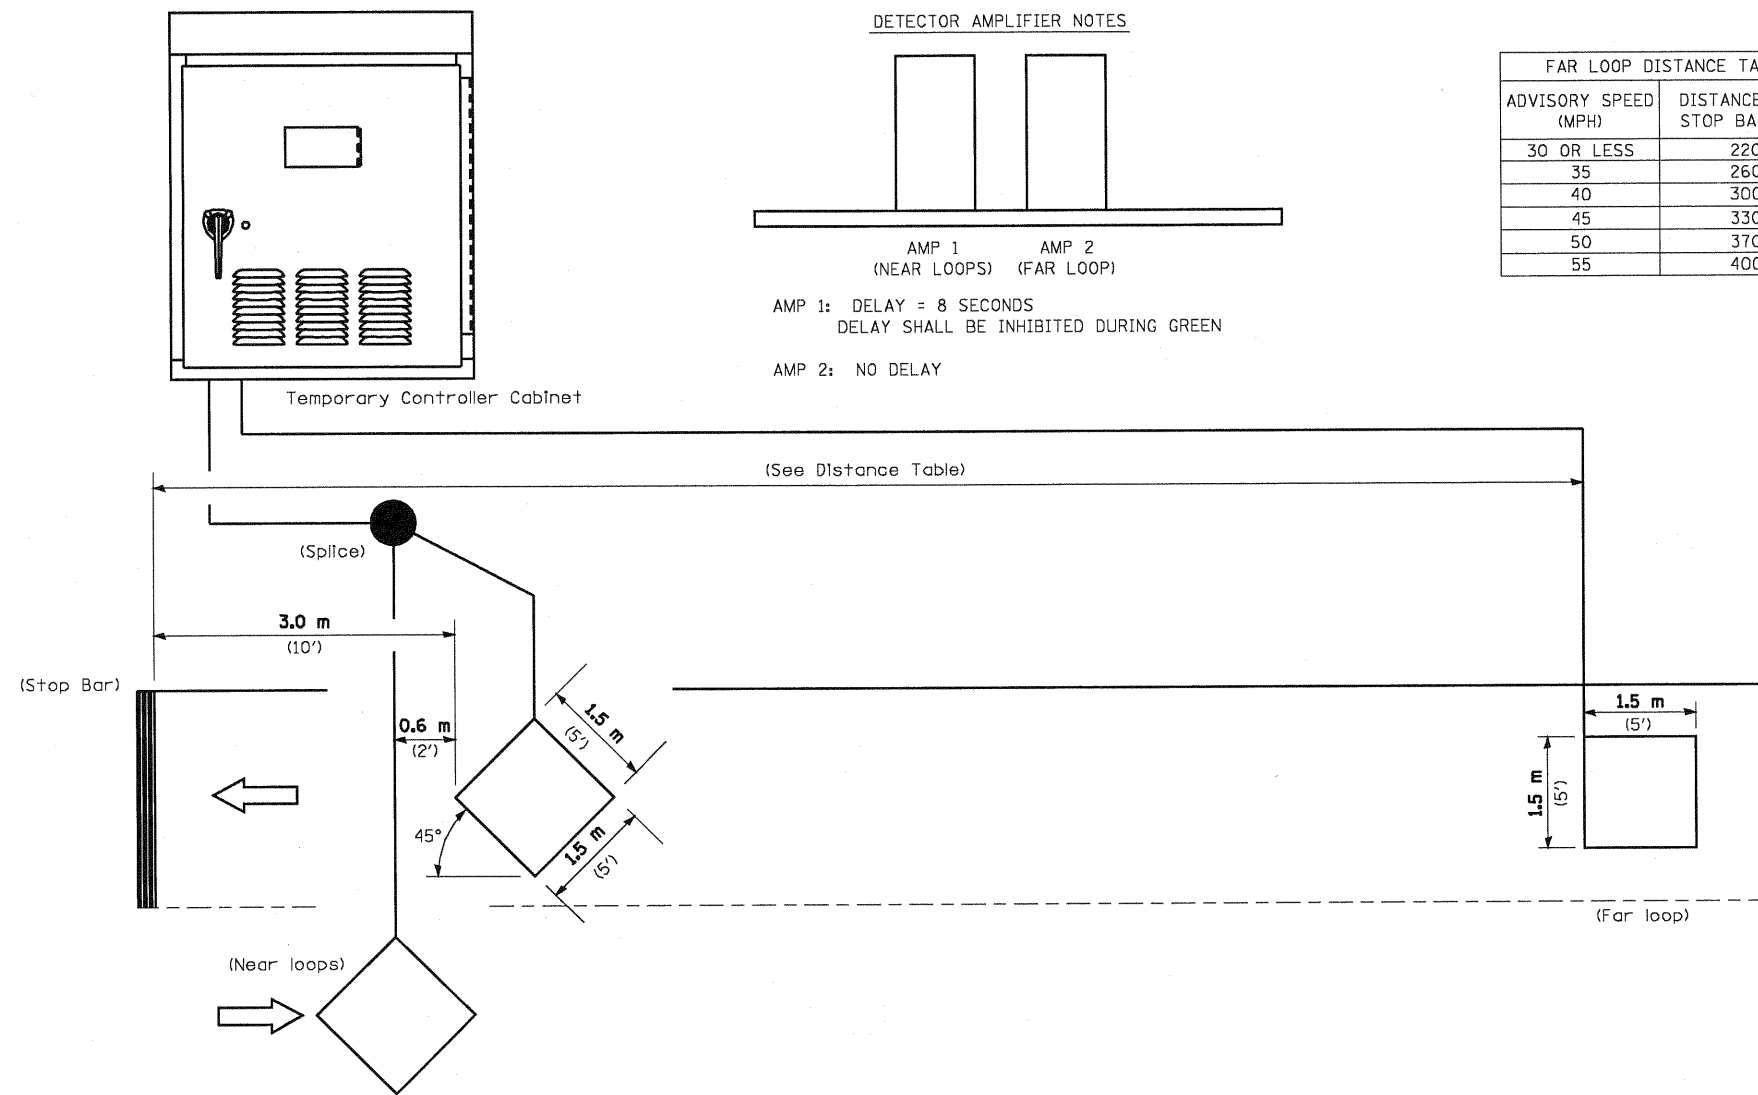 DETECTOR AMPLIFIER NOTES
AMP 1
(NEAR LOOPS)
AMP 2
(FAR LOOP)
AMP 1: DELAY = 8 SECONDS
DELAY SHALL BE INHIBITED DURING GREEN
AMP 2: NO DELAY
FAR LOOP DISTANCE TA
ADVISORY SPEED
(MPH)
DISTANCE
STOP BA
30 OR LESS 220
35 260
40 300
45 330
50 370
55 400
Temporary Controller Cabinet
(See Distance Table)
(Splice)
3.0 m
(10')
(Stop Bar)
0.6 m
(2')
1.5 m
(5')
45°
1.5 m
(5')
1.5 m
(5')
1.5 m
(5')
(Far loop)
(Near loops)